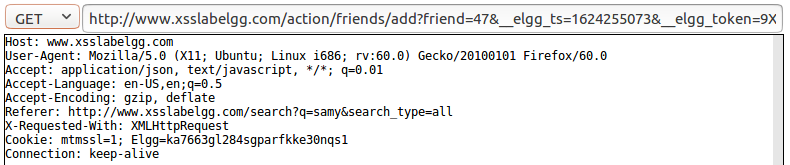 GET http://www.xsslabelgg.com/action/friends/add?friend=47&__elgg_ts=1624255073&__elgg_token=9X
Host: www.xsslabelgg.com
User-Agent: Mozilla/5.0 (X11; Ubuntu; Linux i686; rv:60.0) Gecko/20100101 Firefox/60.0
Accept: application/json, text/javascript, */*; q=0.01
Accept-Language: en-US,en;q=0.5
Accept-Encoding: gzip, deflate
Referer: http://www.xsslabelgg.com/search?q=samy&search_type=all
X-Requested-With: XMLHttpRequest
Cookie: mtmssl=1; Elgg=ka7663gl284sgparfkke30nqs1
Connection: keep-alive